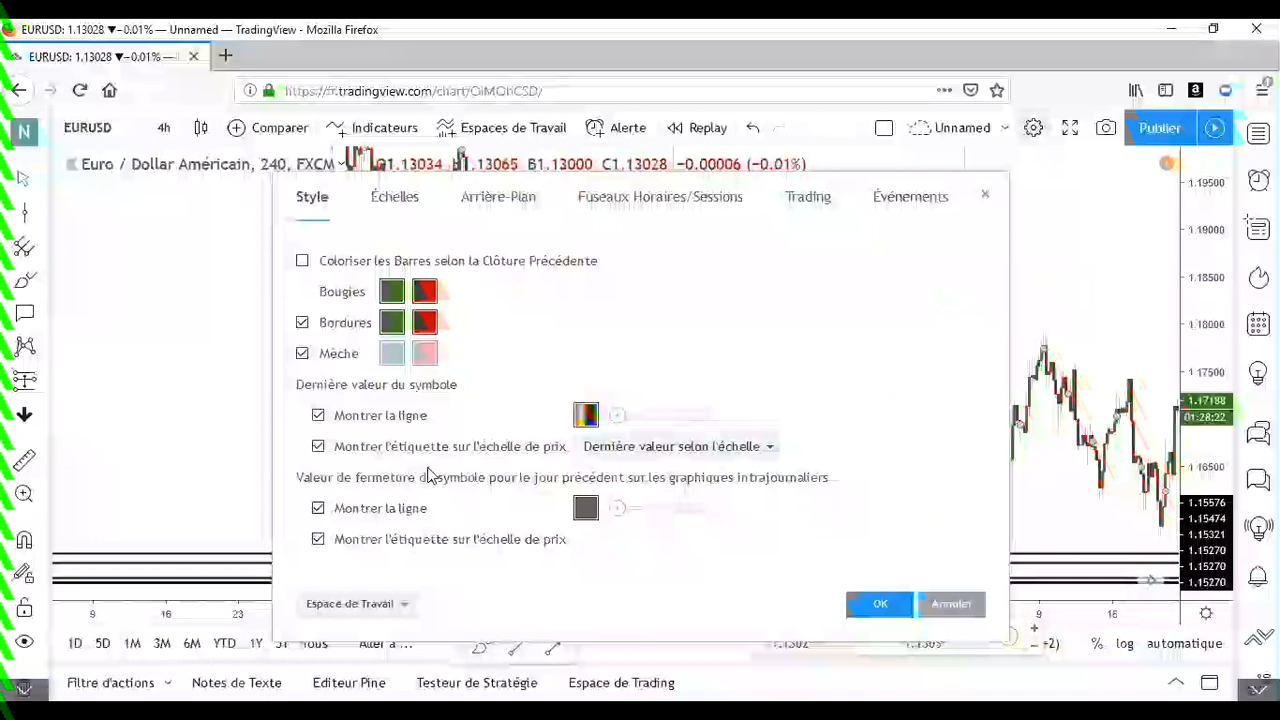 EURUSD: 1.13028 ▼−0.01% — Unnamed — TradingView - Mozilla Firefox
EURUSD: 1.13028 ▼−0.01% —
EURUSD 4h Comparer Indicateurs Espaces de Travail Alerte Replay Unnamed Publier
N
Euro / Dollar Américain, 240, FXCM 1.13034 1.13065 B1.13000 C1.13028 −0.00006 (−0.01%)
Style Échelles Arrière-Plan Fuseaux Horaires/Sessions Trading Événements
1.19500
1.19000
Coloriser les Barres selon la Clôture Précédente
1.18500
Bougies
Bordures
1.18000
Mèche
1.17500
Dernière valeur du symbole
1.17188
Montrer la ligne
01:28:22
Montrer l'étiquette sur l'échelle de prix Dernière valeur selon l'échelle
1.16500
Valeur de fermeture symbole pour le jour précédent sur les graphiques intrajournaliers
1.15576
Montrer la ligne
1.15474
1.15321
Montrer l'étiquette sur l'échelle de prix
1.15270
1.15270
1.15270
Espace de Travail OK Annuler
9 16 23 9 16
1D 5D 1M 3M 6M YTD 1Y Aller à ... % log automatique
Filtre d'actions Notes de Texte Editeur Pine Testeur de Stratégie Espace de Trading